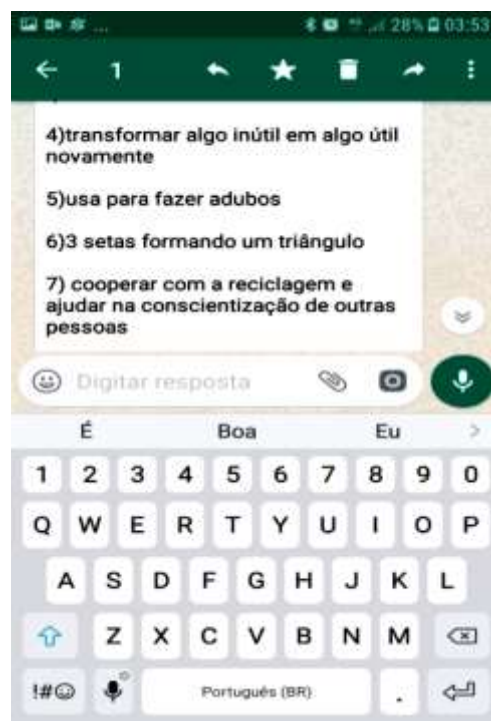 ... 28% 03:53
1
4)transformar algo inútil em algo útil
novamente
5)usa para fazer adubos
6)3 setas formando um triângulo
7) cooperar com a reciclagem e
ajudar na conscientização de outras
pessoas
Digitar resposta
É Boa Eu
1 2 3 4 5 6 7 8 9 0
Q W E R T Y U I O P
A S D F G H J K L
Z X C V B N M
!#☺ Português (BR) .